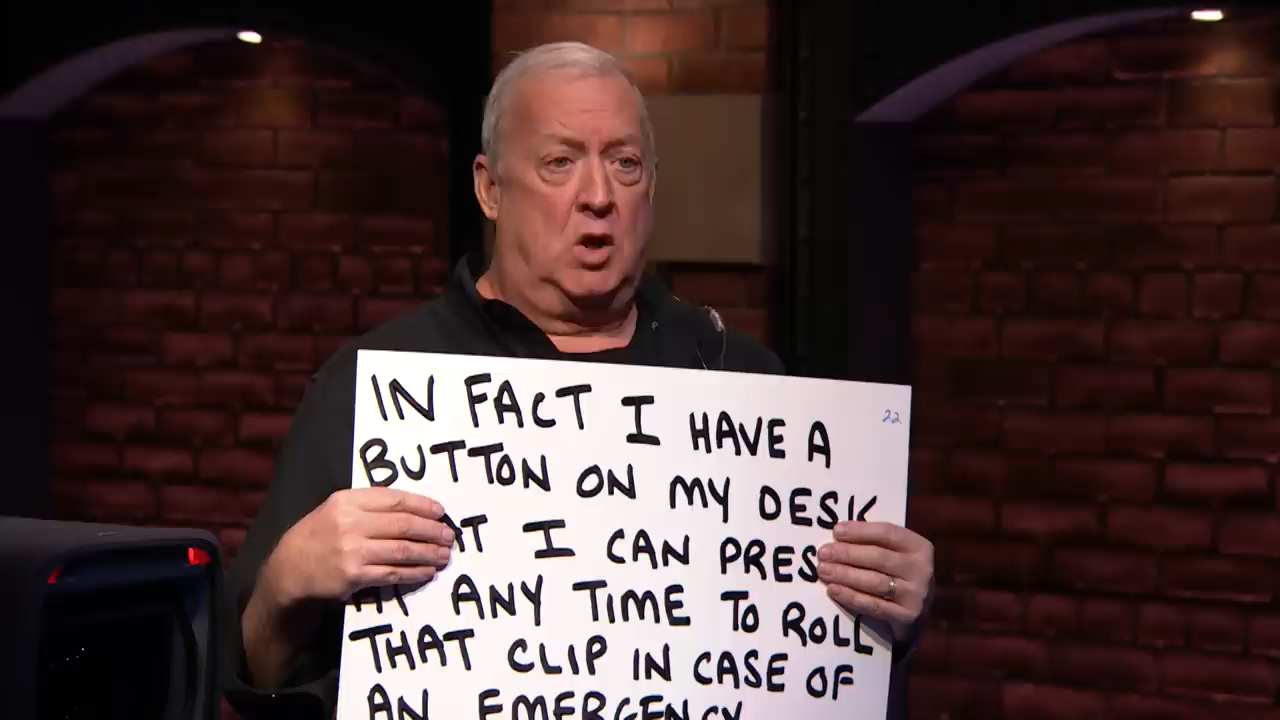 IN FACT I HAVE A
22
BUTTON ON MY DESK
I CAN
AT ANY TIME TO ROLL
THAT CLIP IN CASE OF
AN EMERGENCY